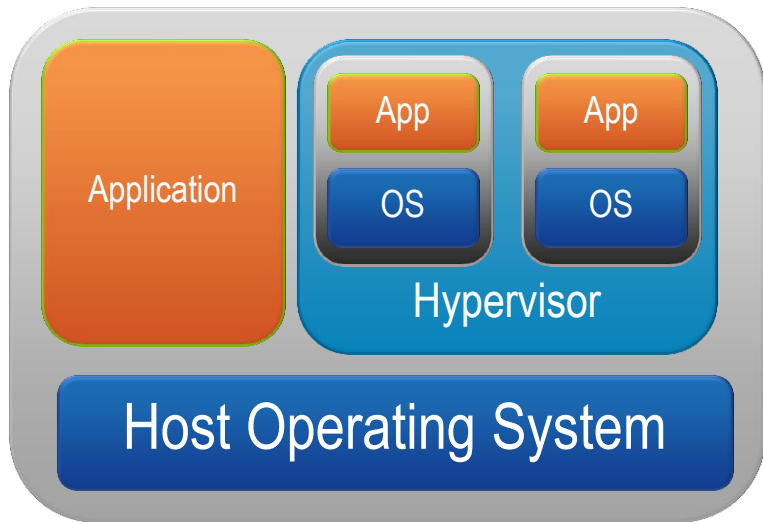 Application
App
App
OS
OS
Hypervisor
Host Operating System